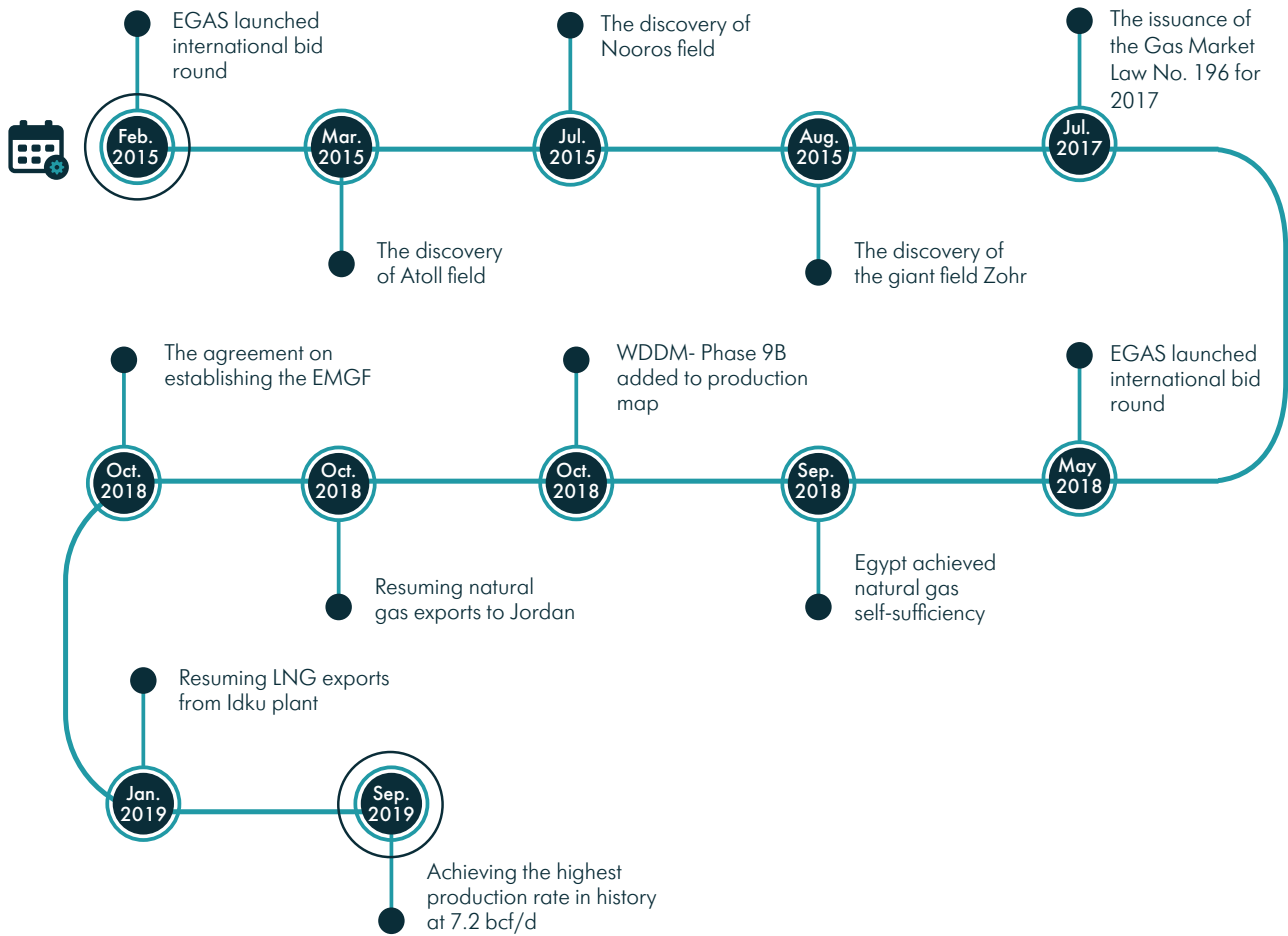 EGAS launched
international bid
round
Feb.
2015
Mar.
2015
The discovery
of Atoll field
The discovery of
Nooros field
Jul.
2015
Aug.
2015
The discovery of
the giant field Zohr
The issuance of
the Gas Market
Law No. 196 for
2017
Jul.
2017
EGAS launched
international bid
round
May
2018
Sep.
2018
Egypt achieved
natural gas
self-sufficiency
WDDM- Phase 9B
added to production
map
Oct.
2018
Oct.
2018
Resuming natural
gas exports to Jordan
The agreement on
establishing the EMGF
Oct.
2018
Resuming LNG exports
from Idku plant
Jan.
2019
Sep.
2019
Achieving the highest
production rate in history
at 7.2 bcf/d